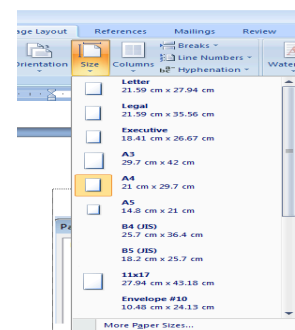 age Layout References Mailings Review
Orientation Size Columns Breaks Line Numbers Hyphenation Water
Letter
21.59 cm x 27.94 cm
Legal
21.59 cm x 35.56 cm
Executive
18.41 cm x 26.67 cm
A3
29.7 cm x 42 cm
A4
21 cm x 29.7 cm
A5
14.8 cm x 21 cm
B4 (JIS)
25.7 cm x 36.4 cm
B5 (JIS)
18.2 cm x 25.7 cm
11x17
27.94 cm x 43.18 cm
Envelope #10
10.48 cm x 24.13 cm
More Paper Sizes...